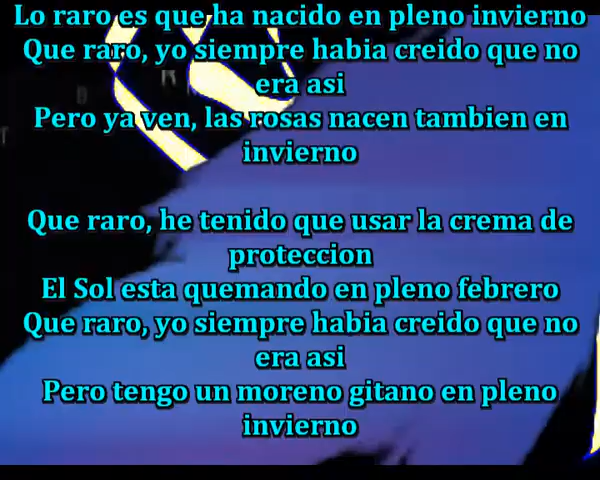 Lo raro es que ha nacido en pleno invierno
Que raro, yo siempre habia creido que no
era asi
Pero ya ven, las rosas nacen tambien en
invierno
Que raro, he tenido que usar la crema de
proteccion
El Sol esta quemando en pleno febrero
Que raro, yo siempre habia creido que no
era asi
Pero tengo un moreno gitano en pleno
invierno